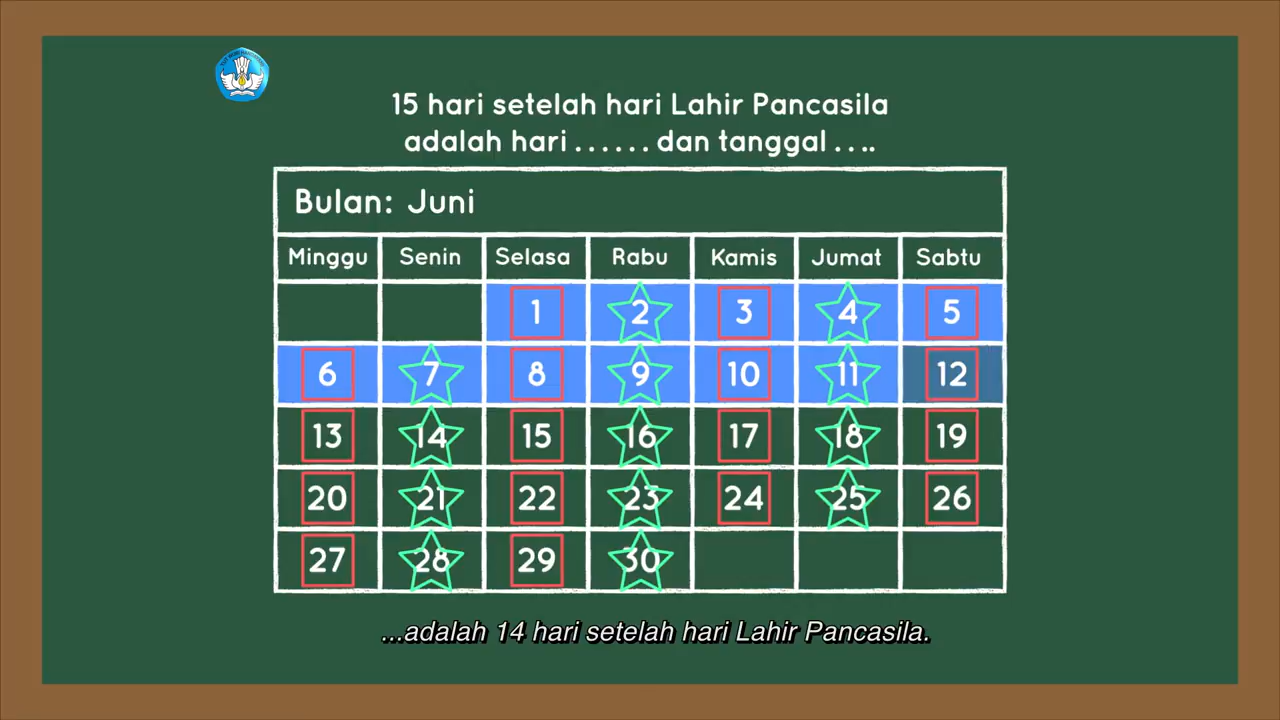 15 hari setelah hari Lahir Pancasila
adalah hari ...... dan tanggal ....
Bulan: Juni
Minggu Senin Selasa Rabu Kamis Jumat Sabtu
1 2 3 4 5
6 7 8 9 10 11 12
13 14 15 16 17 18 19
20 21 22 23 24 25 26
27 28 29 30
...adalah 14 hari setelah hari Lahir Pancasila.